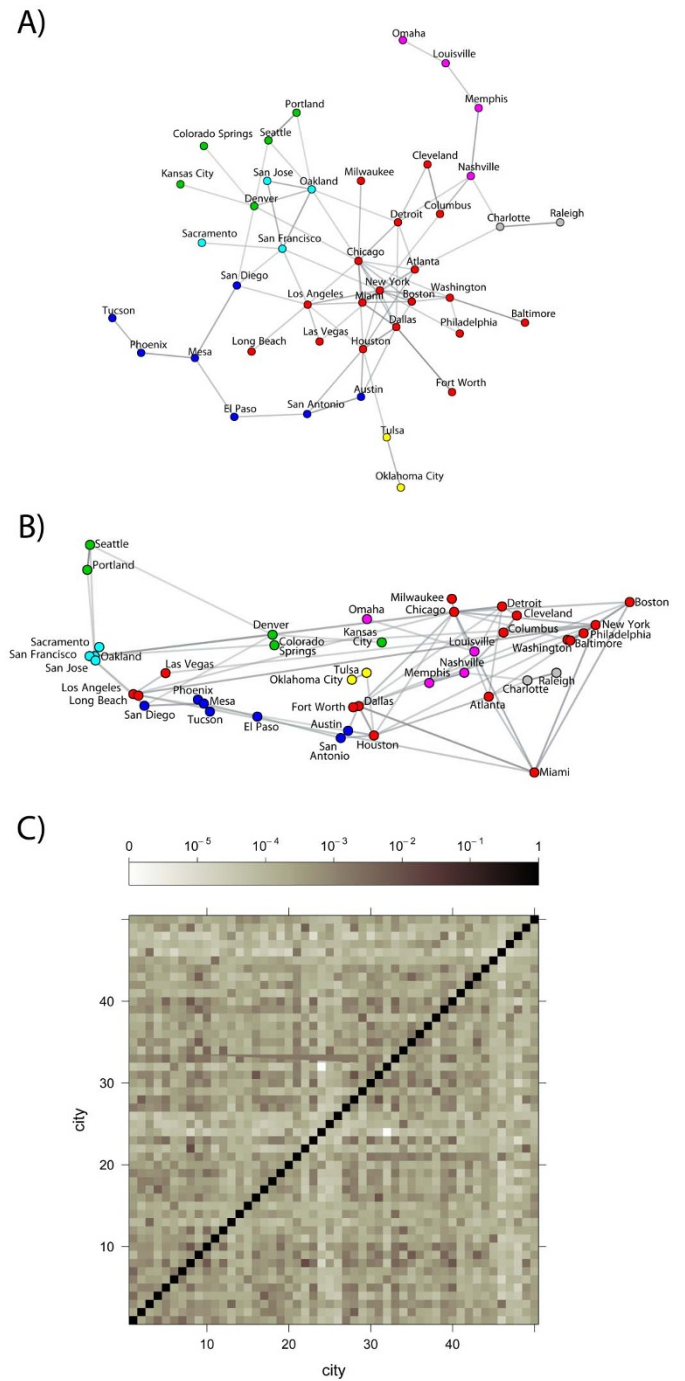 A)
Omaha
Louisville
Memphis
Portland
Colorado Springs
Seattle
Cleveland
Kansas City
San Jose
Oakland
Milwaukee
Nashville
Denver
Columbus
Detroit
Charlotte
Raleigh
Sacramento
San Francisco
Chicago
Atlanta
San Diego
New York
Washington
Los Angeles
Miami
Boston
Tucson
Dallas
Philadelphia
Baltimore
Phoenix
Mesa
Long Beach
Las Vegas
Houston
Fort Worth
El Paso
San Antonio
Austin
Tulsa
Oklahoma City
B)
Seattle
Portland
Milwaukee
Chicago
Detroit
Cleveland
Boston
Omaha
Denver
Colorado
Springs
Kansas
City
Columbus
New York
Philadelphia
Baltimore
Washington
Louisville
Sacramento
San Francisco
Oakland
San Jose
Las Vegas
Tulsa
Oklahoma City
Nashville
Memphis
Raleigh
Charlotte
Los Angeles
Long Beach
San Diego
Phoenix
Mesa
Tucson
El Paso
Fort Worth
Dallas
Atlanta
Austin
San
Antonio
Houston
Miami
C)
0 10⁻⁵ 10⁻⁴ 10⁻³ 10⁻² 10⁻¹ 1
40
30
20
10
city
10 20 30 40
city